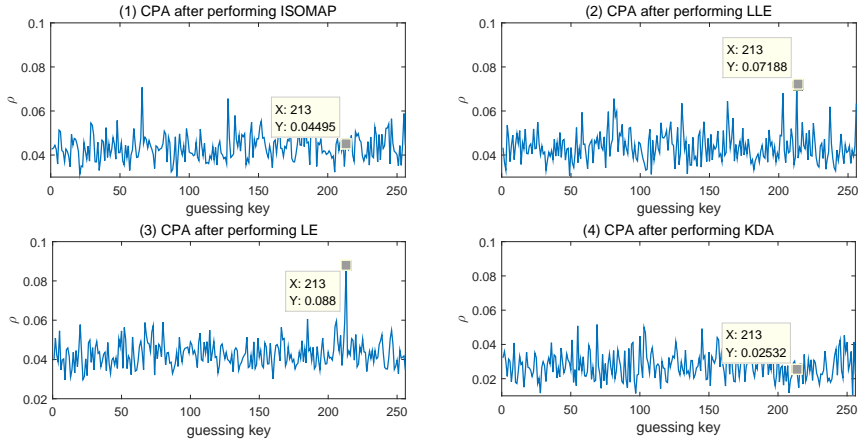 (1) CPA after performing ISOMAP
0.1
0.08
0.06
0.04
ρ
X: 213
Y: 0.04495
0 50 100 150 200 250
guessing key
(2) CPA after performing LLE
0.1
0.08
0.06
0.04
ρ
X: 213
Y: 0.07188
0 50 100 150 200 250
guessing key
(3) CPA after performing LE
0.1
0.08
0.06
0.04
0.02
ρ
X: 213
Y: 0.088
0 50 100 150 200 250
guessing key
(4) CPA after performing KDA
0.1
0.08
0.06
0.04
0.02
ρ
X: 213
Y: 0.02532
0 50 100 150 200 250
guessing key